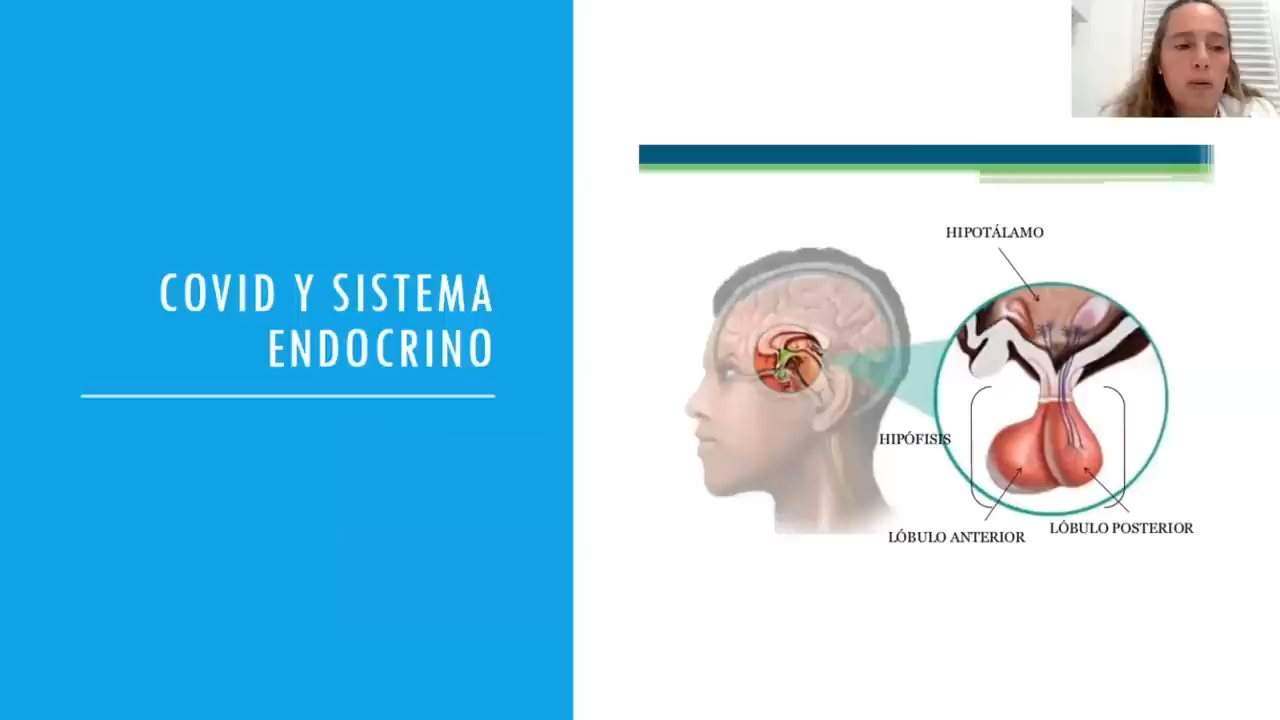 COVID Y SISTEMA
ENDOCRINO
HIPOTÁLAMO
HIPÓFISIS
LÓBULO ANTERIOR
LÓBULO POSTERIOR